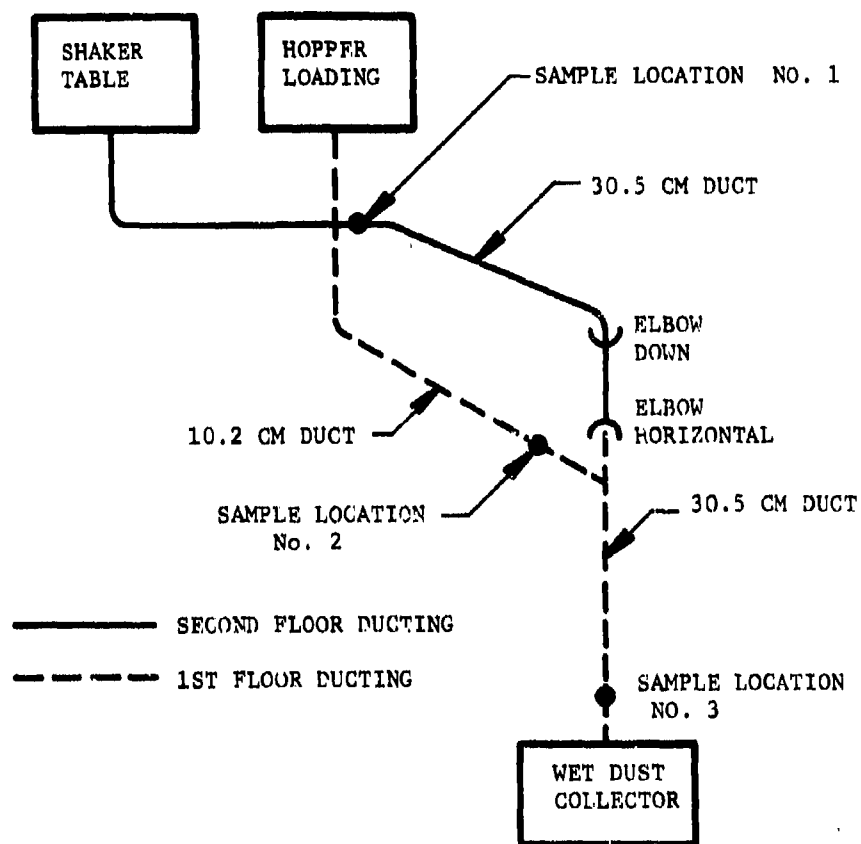 SHAKER
TABLE
HOPPER
LOADING
SAMPLE LOCATION NO. 1
30.5 CM DUCT
ELBOW
DOWN
ELBOW
HORIZONTAL
10.2 CM DUCT
SAMPLE LOCATION
No. 2
30.5 CM DUCT
SECOND FLOOR DUCTING
1ST FLOOR DUCTING
SAMPLE LOCATION
NO. 3
WET DUST
COLLECTOR